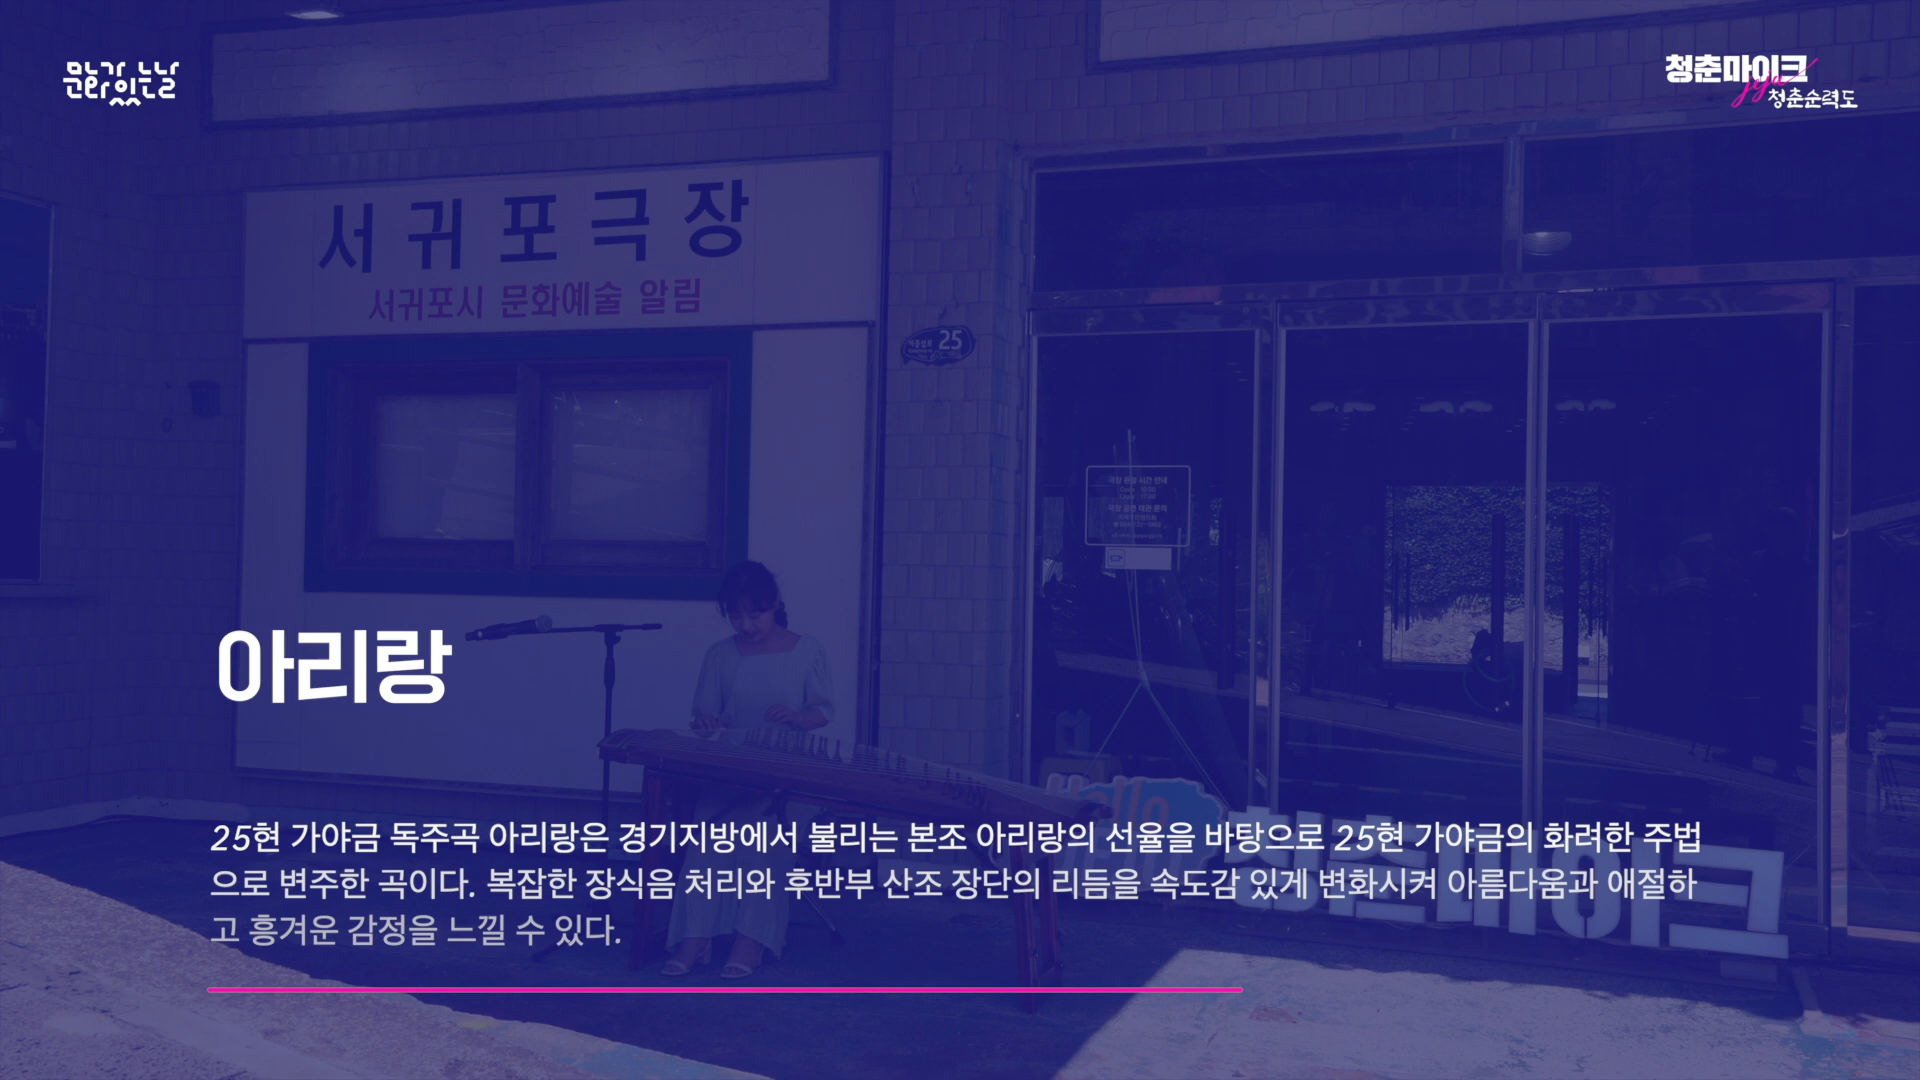 문화가 있는 날
청춘마이크
청춘순력도
서귀포극장
서귀포시 문화예술 알림
25
아리랑
25현 가야금 독주곡 아리랑은 경기지방에서 불리는 본조 아리랑의 선율을 바탕으로 25현 가야금의 화려한 주법
으로 변주한 곡이다. 복잡한 장식음 처리와 후반부 산조 장단의 리듬을 속도감 있게 변화시켜 아름다움과 애절하
고 흥겨운 감정을 느낄 수 있다.
Hello
청춘마이크